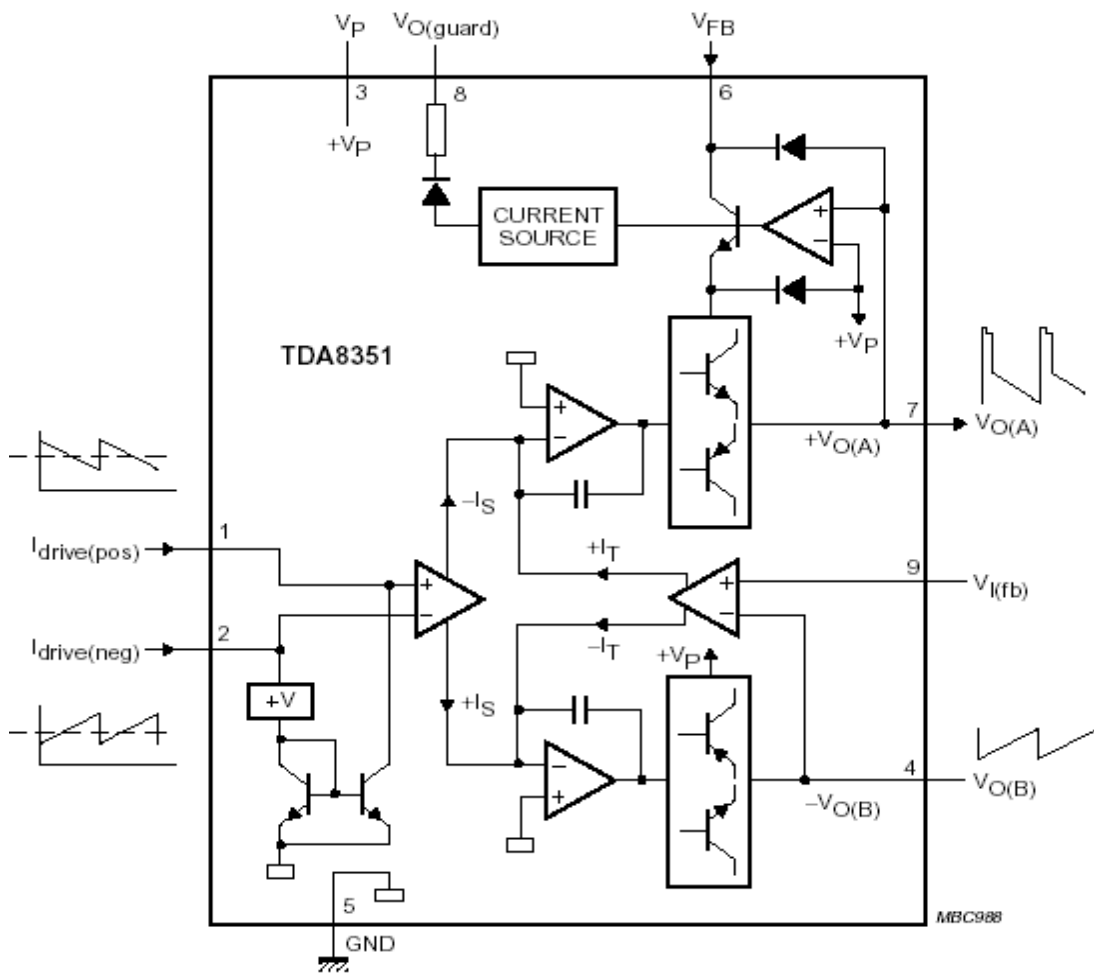 VP
VO(guard)
VFB
3
8
6
+VP
CURRENT
SOURCE
+
−
+VP
TDA8351
+
−
7
+VO(A)
VO(A)
−IS
1
Idrive(pos)
+IT
+
−
9
VI(fb)
+
−
2
Idrive(neg)
−IT
+VP
+V
+IS
−
+
4
−VO(B)
VO(B)
5
GND
MBC988